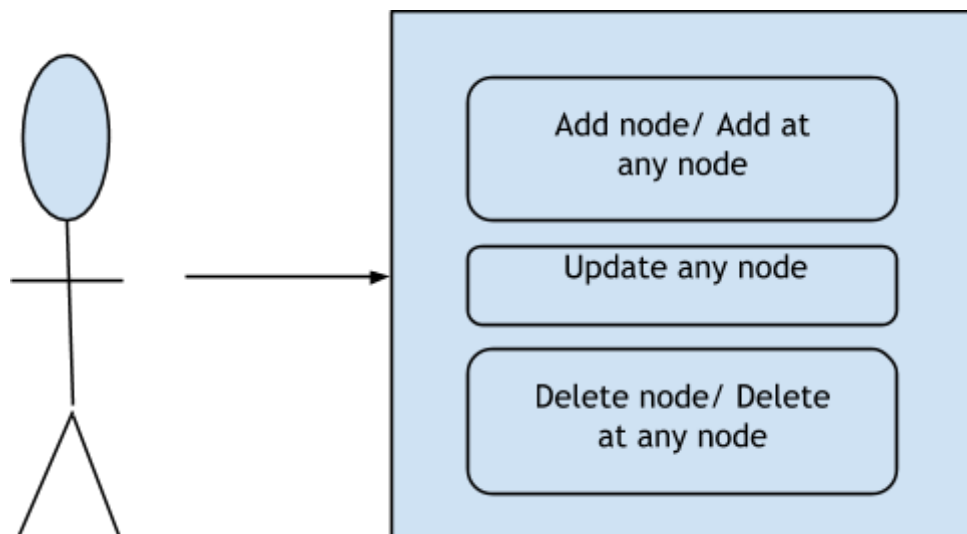 Add node/ Add at
any node
Update any node
Delete node/ Delete
at any node